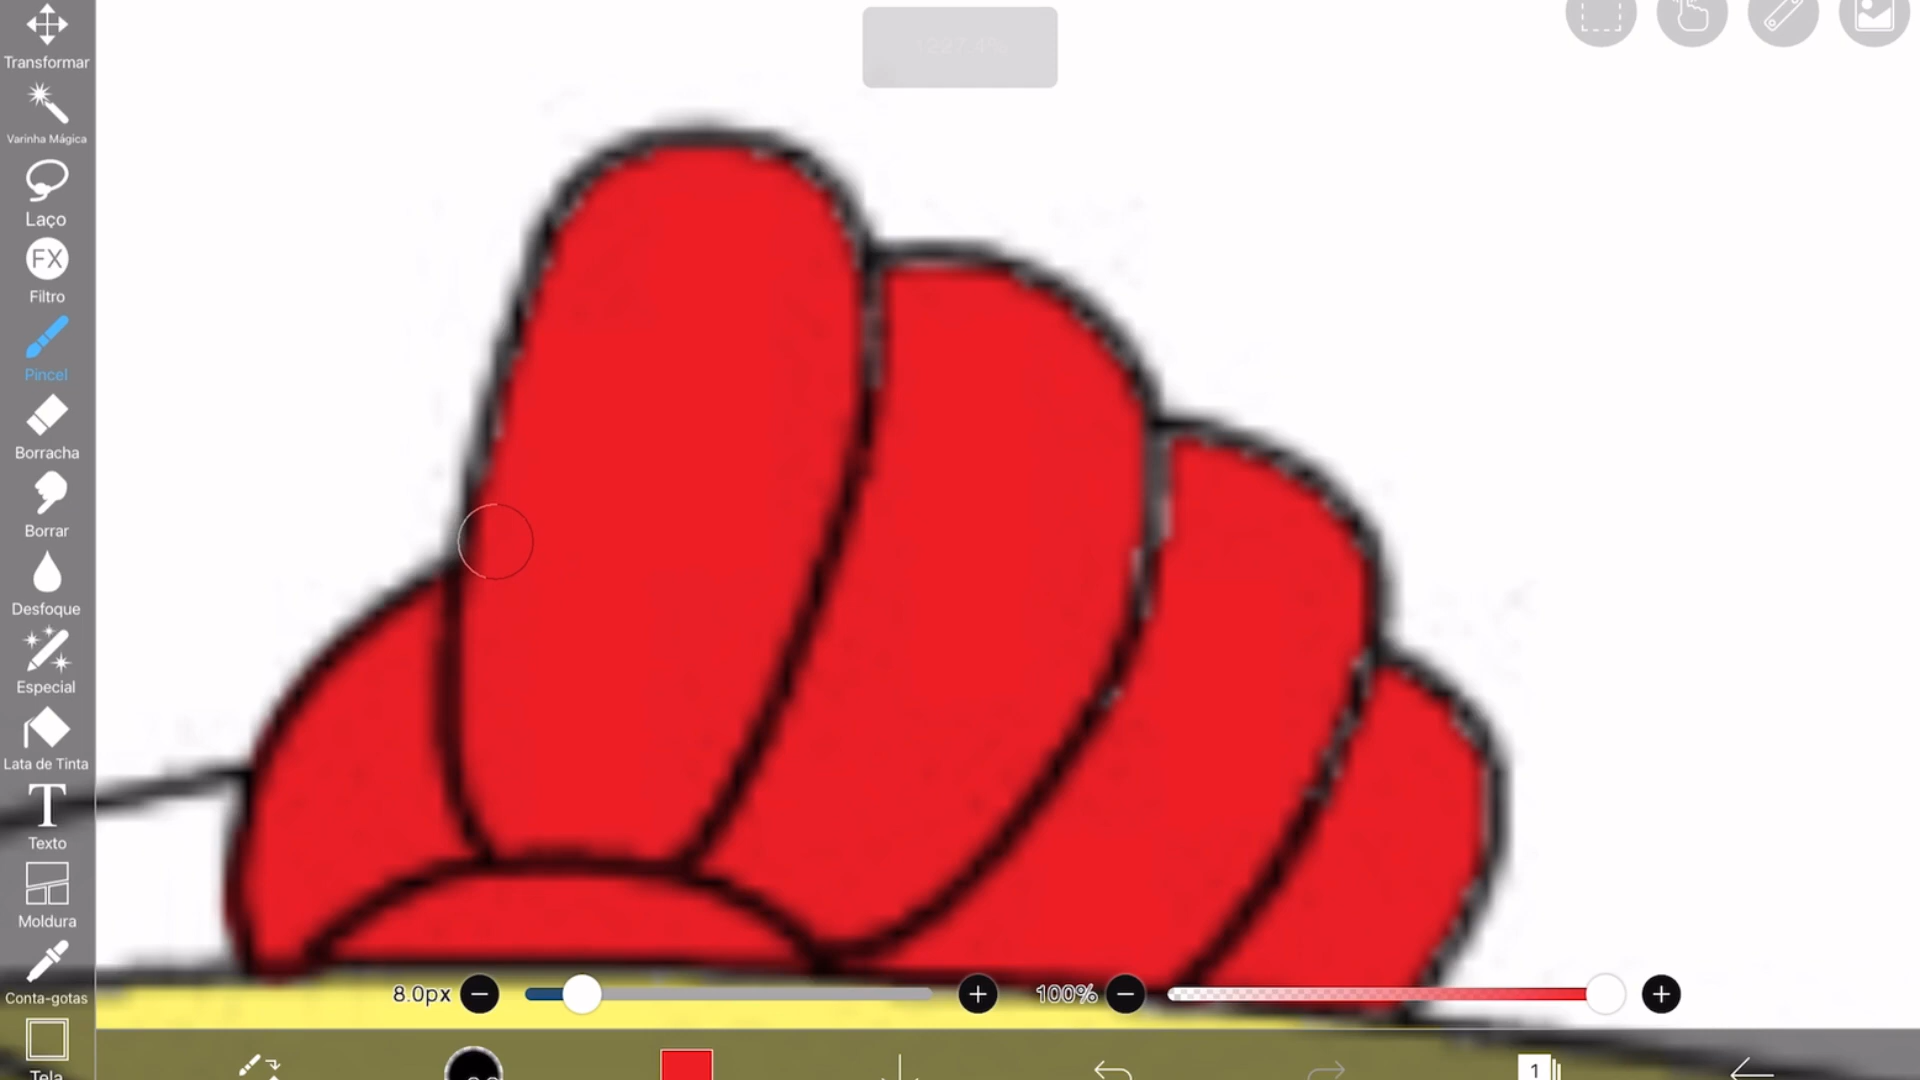 Transformar
Varinha Mágica
Laço
FX
Filtro
Pincel
Borracha
Borrar
Desfoque
Especial
Lata de Tinta
T
Texto
Moldura
Conta-gotas
Tela
8.0px
100%
1